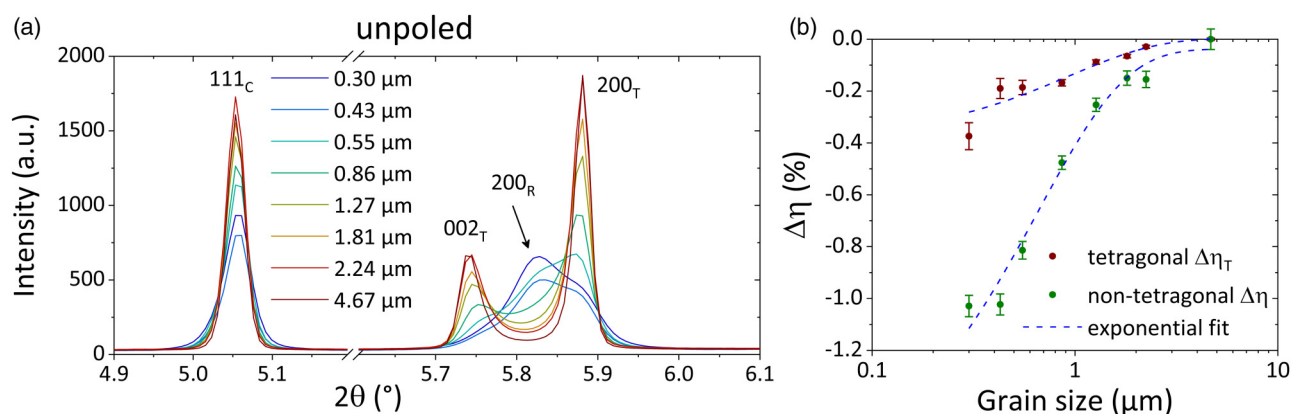 (a)
unpoled
Intensity (a.u.)
2000
1500
1000
500
0
111C
0.30 µm
0.43 µm
0.55 µm
0.86 µm
1.27 µm
1.81 µm
2.24 µm
4.67 µm
002T
200R
200T
4.9 5.0 5.1 5.7 5.8 5.9 6.0 6.1
2θ (°)
(b)
Δη (%)
0.0
-0.2
-0.4
-0.6
-0.8
-1.0
-1.2
tetragonal ΔηT
non-tetragonal Δη
exponential fit
0.1 1 10
Grain size (µm)